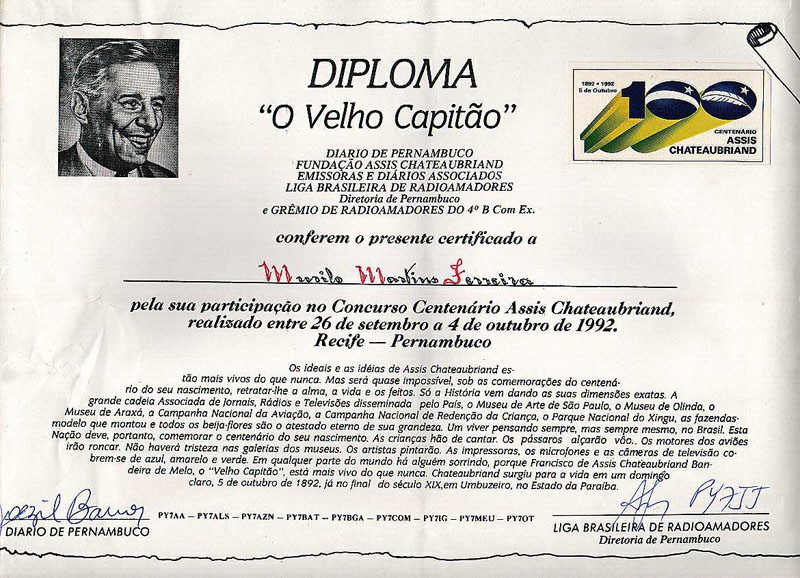 DIPLOMA
"O Velho Capitão"
1892 • 1992
5 de Outubro
100
CENTENÁRIO
ASSIS
CHATEAUBRIAND
DIARIO DE PERNAMBUCO
FUNDAÇÃO ASSIS CHATEAUBRIAND
EMISSORAS E DIÁRIOS ASSOCIADOS
LIGA BRASILEIRA DE RADIOAMADORES
Diretoria de Pernambuco
e GRÊMIO DE RADIOAMADORES DO 4º B Com Ex.
conferem o presente certificado a
Murilo Martins Ferreira
pela sua participação no Concurso Centenário Assis Chateaubriand,
realizado entre 26 de setembro a 4 de outubro de 1992.
Recife — Pernambuco
Os ideais e as idéias de Assis Chateaubriand es-
tão mais vivos do que nunca. Mas será quase impossível, sob as comemorações do centená-
rio do seu nascimento, retratar-lhe a alma, a vida e os feitos. Só a História vem dando as suas dimensões exatas. A
grande cadeia Associada de Jornais, Rádios e Televisões disseminada pelo País, o Museu de Arte de São Paulo, o Museu de Olinda, o
Museu de Araxá, a Campanha Nacional da Aviação, a Campanha Nacional de Redenção da Criança, o Parque Nacional do Xingu, as fazendas-
modelo que montou e todos os beija-flores são o atestado eterno de sua grandeza. Um viver pensando sempre, mas sempre mesmo, no Brasil. Esta
Nação deve, portanto, comemorar o centenário do seu nascimento. As crianças hão de cantar. Os pássaros alçarão vôo.. Os motores dos aviões
irão roncar. Não haverá tristeza nas galerias dos museus. Os artistas pintarão. As impressoras, os microfones e as câmeras de televisão co-
brem-se de azul, amarelo e verde. Em qualquer parte do mundo há alguém sorrindo, porque Francisco de Assis Chateaubriand Ban-
deira de Melo, o "Velho Capitão", está mais vivo do que nunca. Chateaubriand surgiu para a vida em um domingo
claro, 5 de outubro de 1892, já no final do século XIX, em Umbuzeiro, no Estado da Paraíba.
PY7JJ
PY7AA – PY7ALS – PY7AZN – PY7BAT – PY7BGA – PY7COM – PY7IG – PY7MEU – PY7OT
DIARIO DE PERNAMBUCO
LIGA BRASILEIRA DE RADIOAMADORES
Diretoria de Pernambuco